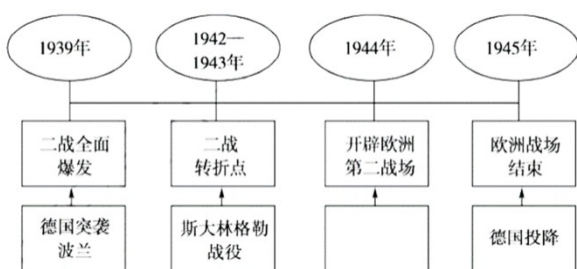 1939年
1942—
1943年
1944年
1945年
二战全面
爆发
二战
转折点
开辟欧洲
第二战场
欧洲战场
结束
德国突袭
波兰
斯大林格勒
战役
德国投降